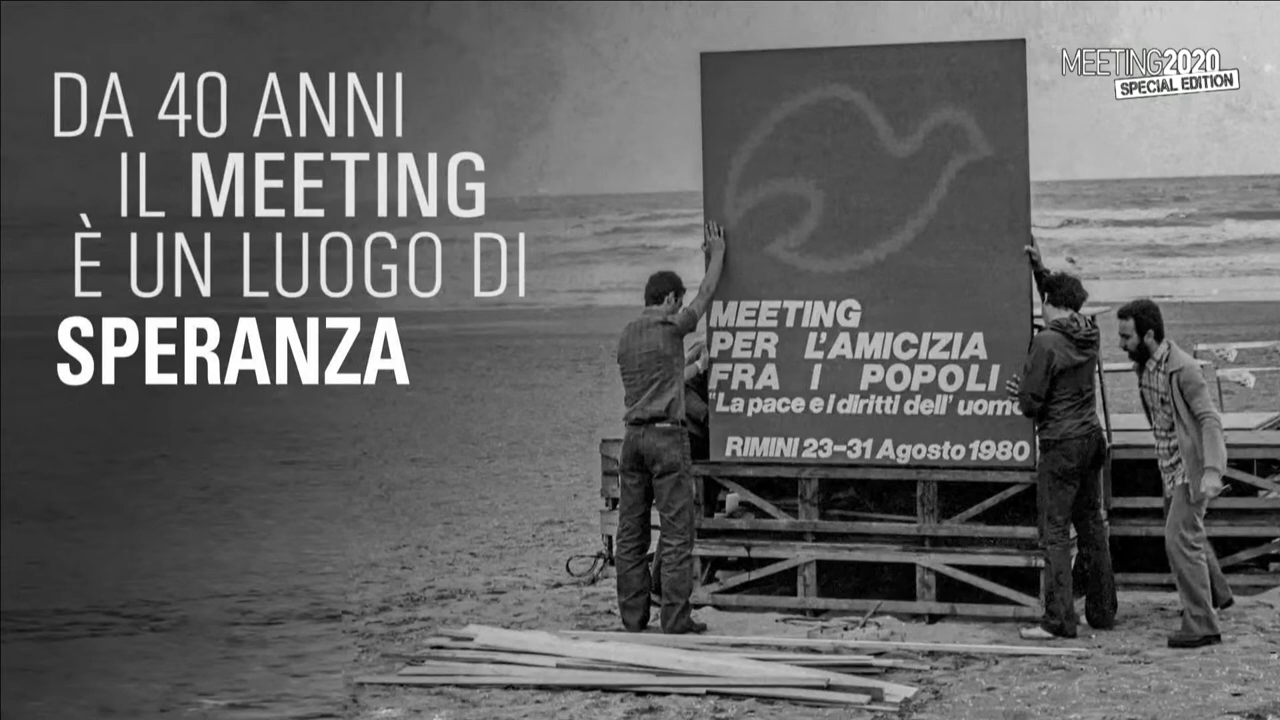 DA 40 ANNI
IL MEETING
È UN LUOGO DI
SPERANZA
MEETING2020
SPECIAL EDITION
MEETING
PER L'AMICIZIA
FRA I POPOLI
"La pace e i diritti dell' uomo
RIMINI 23-31 Agosto 1980